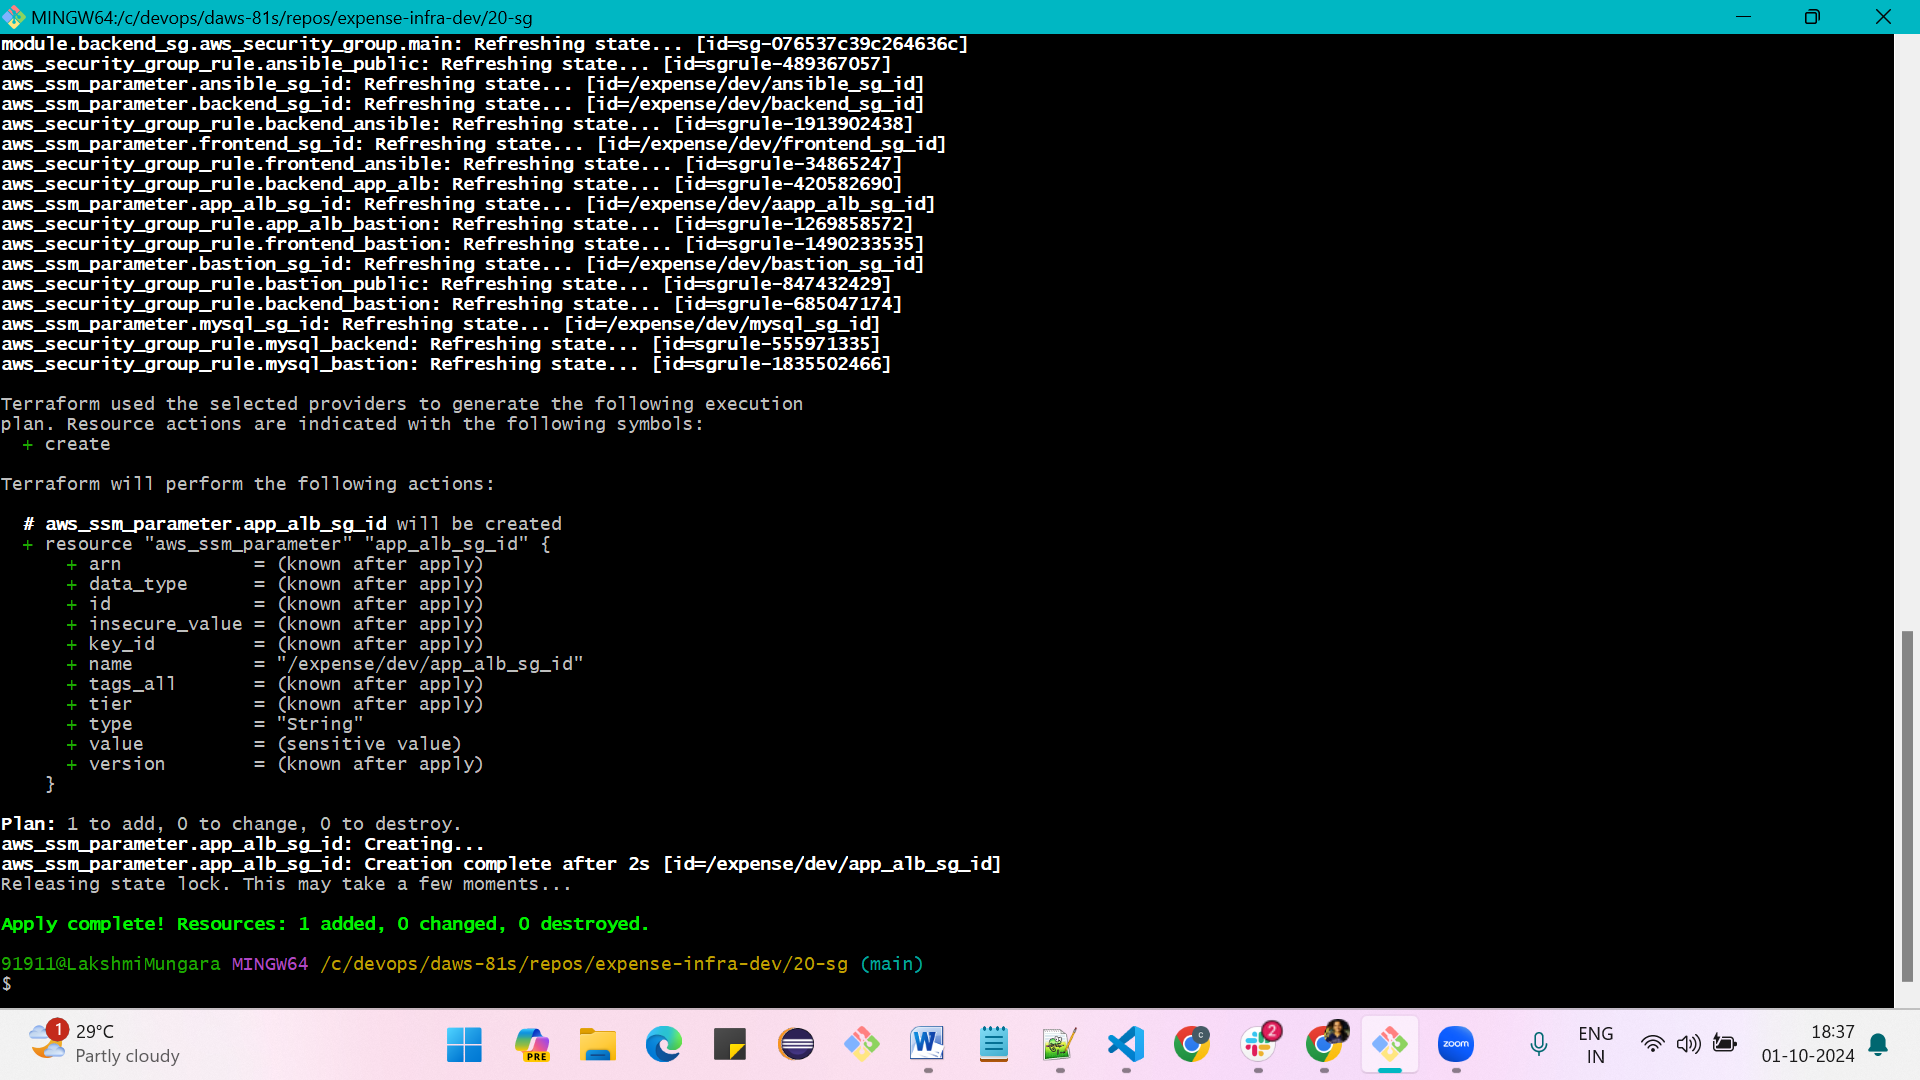 MINGW64:/c/devops/daws-81s/repos/expense-infra-dev/20-sg
module.backend_sg.aws_security_group.main: Refreshing state... [id=sg-076537c39c264636c]
aws_security_group_rule.ansible_public: Refreshing state... [id=sgrule-489367057]
aws_ssm_parameter.ansible_sg_id: Refreshing state... [id=/expense/dev/ansible_sg_id]
aws_ssm_parameter.backend_sg_id: Refreshing state... [id=/expense/dev/backend_sg_id]
aws_security_group_rule.backend_ansible: Refreshing state... [id=sgrule-1913902438]
aws_ssm_parameter.frontend_sg_id: Refreshing state... [id=/expense/dev/frontend_sg_id]
aws_security_group_rule.frontend_ansible: Refreshing state... [id=sgrule-34865247]
aws_security_group_rule.backend_app_alb: Refreshing state... [id=sgrule-420582690]
aws_ssm_parameter.app_alb_sg_id: Refreshing state... [id=/expense/dev/aapp_alb_sg_id]
aws_security_group_rule.app_alb_bastion: Refreshing state... [id=sgrule-1269858572]
aws_security_group_rule.frontend_bastion: Refreshing state... [id=sgrule-1490233535]
aws_ssm_parameter.bastion_sg_id: Refreshing state... [id=/expense/dev/bastion_sg_id]
aws_security_group_rule.bastion_public: Refreshing state... [id=sgrule-847432429]
aws_security_group_rule.backend_bastion: Refreshing state... [id=sgrule-685047174]
aws_ssm_parameter.mysql_sg_id: Refreshing state... [id=/expense/dev/mysql_sg_id]
aws_security_group_rule.mysql_backend: Refreshing state... [id=sgrule-555971335]
aws_security_group_rule.mysql_bastion: Refreshing state... [id=sgrule-1835502466]
Terraform used the selected providers to generate the following execution
plan. Resource actions are indicated with the following symbols:
+ create
Terraform will perform the following actions:
# aws_ssm_parameter.app_alb_sg_id will be created
+ resource "aws_ssm_parameter" "app_alb_sg_id" {
+ arn = (known after apply)
+ data_type = (known after apply)
+ id = (known after apply)
+ insecure_value = (known after apply)
+ key_id = (known after apply)
+ name = "/expense/dev/app_alb_sg_id"
+ tags_all = (known after apply)
+ tier = (known after apply)
+ type = "String"
+ value = (sensitive value)
+ version = (known after apply)
}
Plan: 1 to add, 0 to change, 0 to destroy.
aws_ssm_parameter.app_alb_sg_id: Creating...
aws_ssm_parameter.app_alb_sg_id: Creation complete after 2s [id=/expense/dev/app_alb_sg_id]
Releasing state lock. This may take a few moments...
Apply complete! Resources: 1 added, 0 changed, 0 destroyed.
91911@LakshmiMungara MINGW64 /c/devops/daws-81s/repos/expense-infra-dev/20-sg (main)
$
1
29°C
Partly cloudy
PRE
W
C
2
zoom
ENG
IN
18:37
01-10-2024